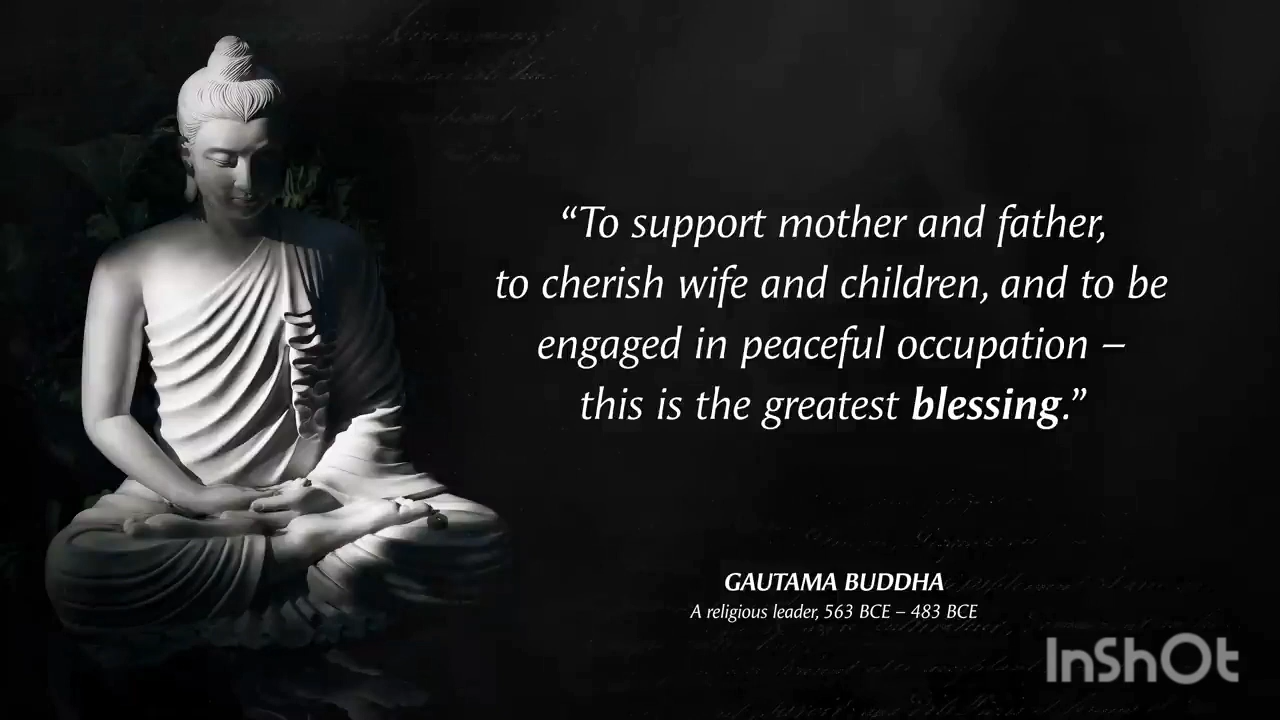 “To support mother and father,
to cherish wife and children, and to be
engaged in peaceful occupation –
this is the greatest blessing.”
GAUTAMA BUDDHA
A religious leader, 563 BCE – 483 BCE
InShOt